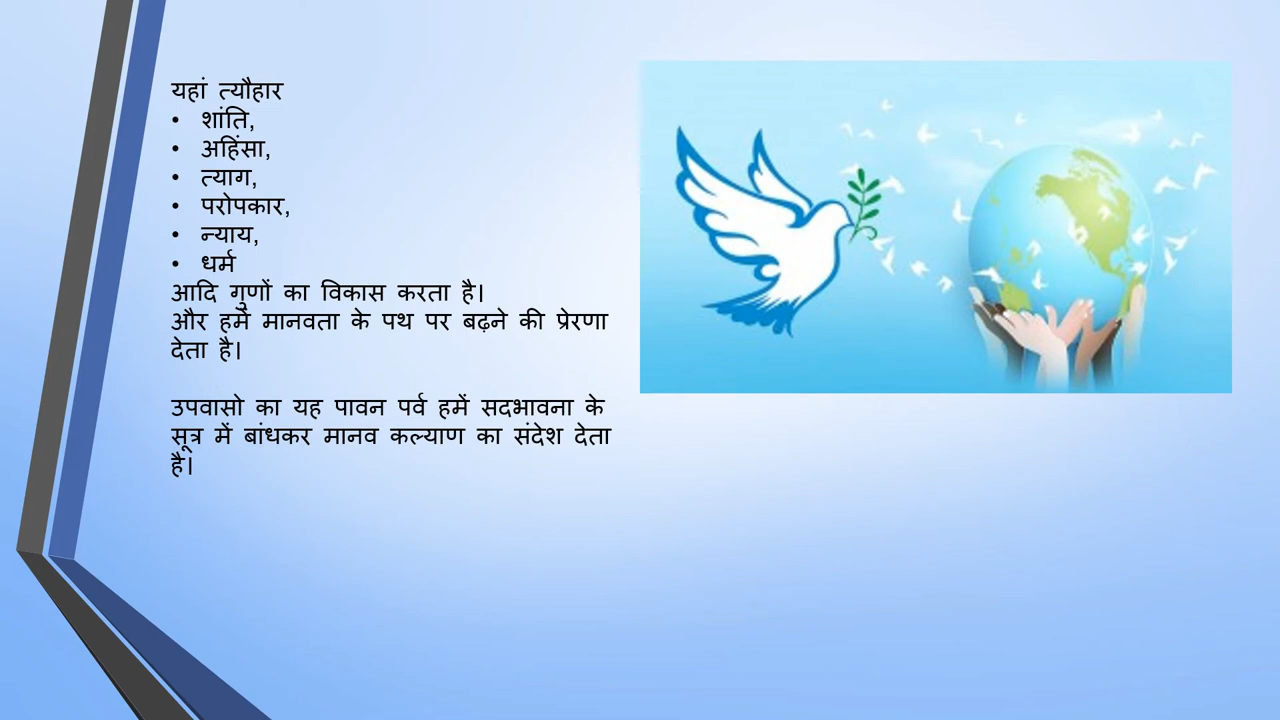 यहां त्यौहार
• शांति,
• अहिंसा,
• त्याग,
• परोपकार,
• न्याय,
• धर्म
आदि गुणों का विकास करता है।
और हमें मानवता के पथ पर बढ़ने की प्रेरणा
देता है।
उपवासो का यह पावन पर्व हमें सदभावना के
सूत्र में बांधकर मानव कल्याण का संदेश देता
है।